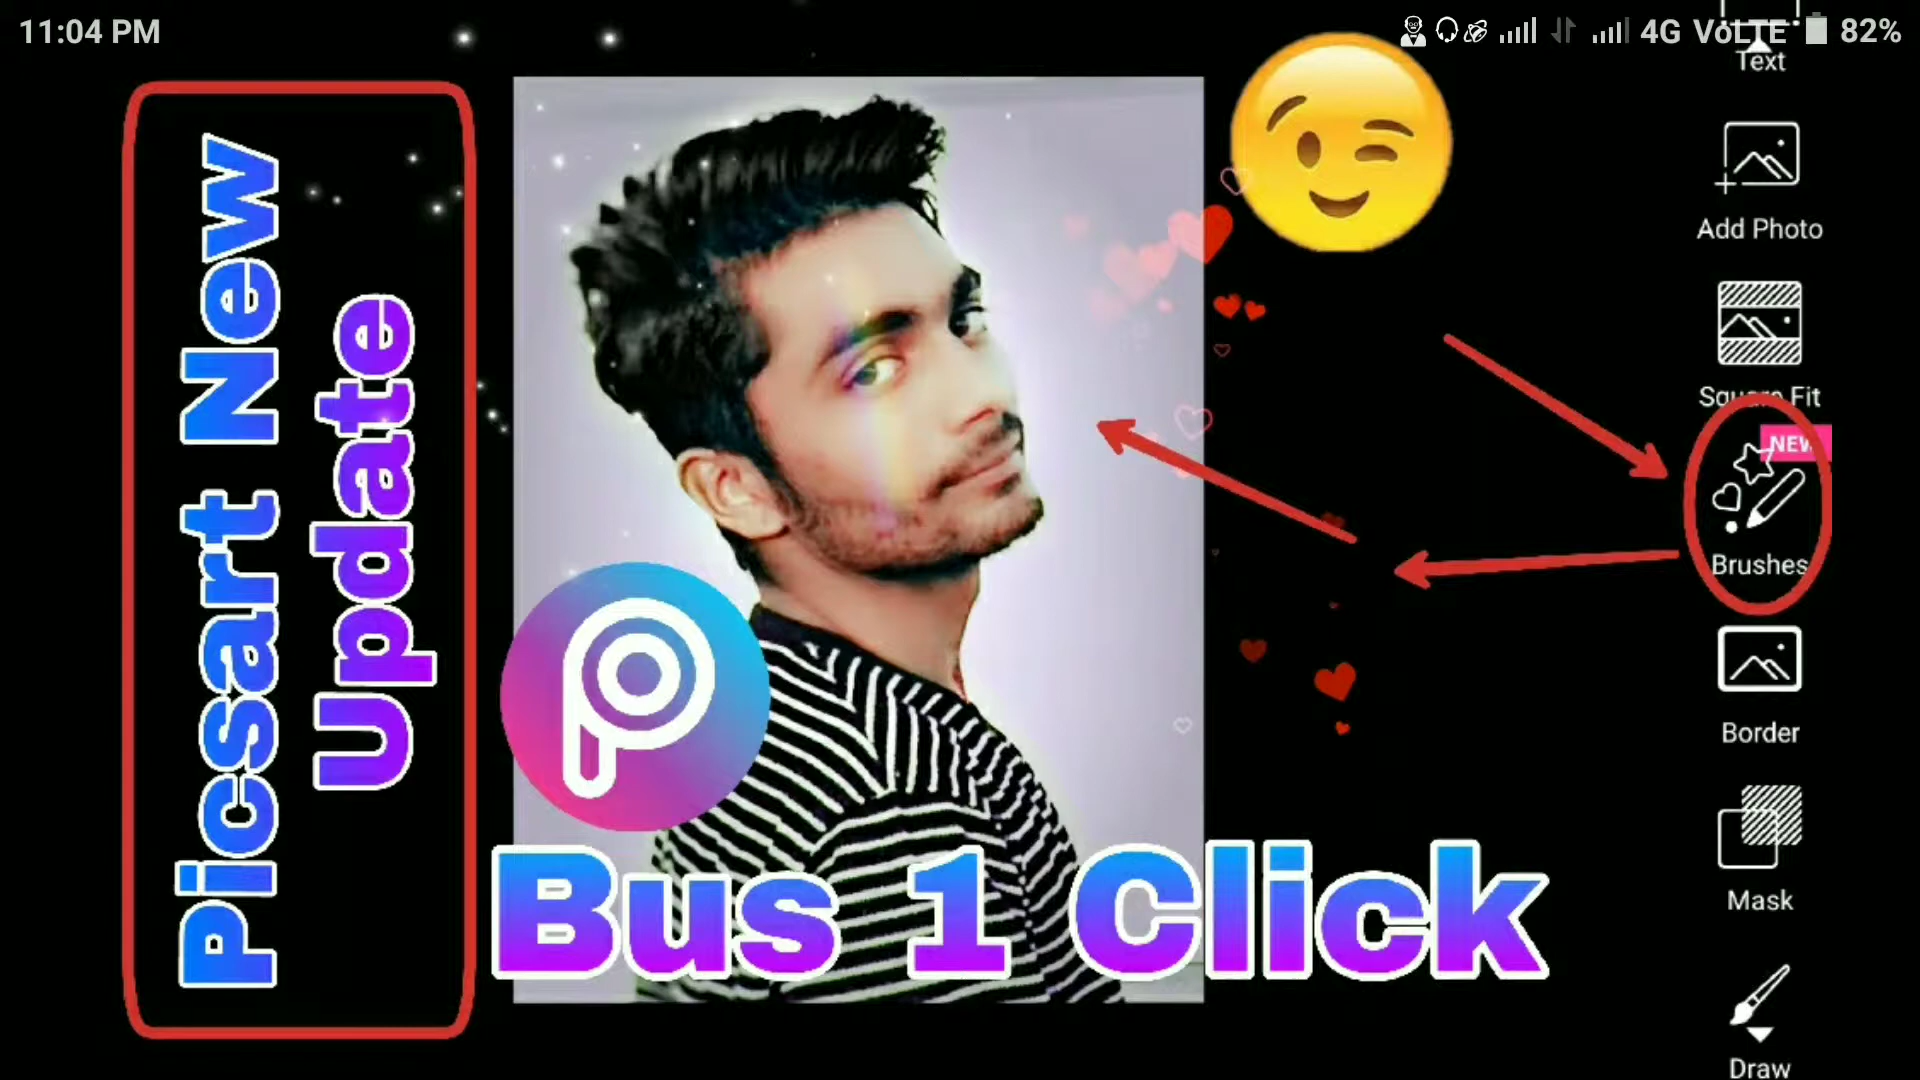 11:04 PM
4G VoLTE 82%
Picsart New
Update
Bus 1 Click
Text
Add Photo
Square Fit
NEW
Brushes
Border
Mask
Draw